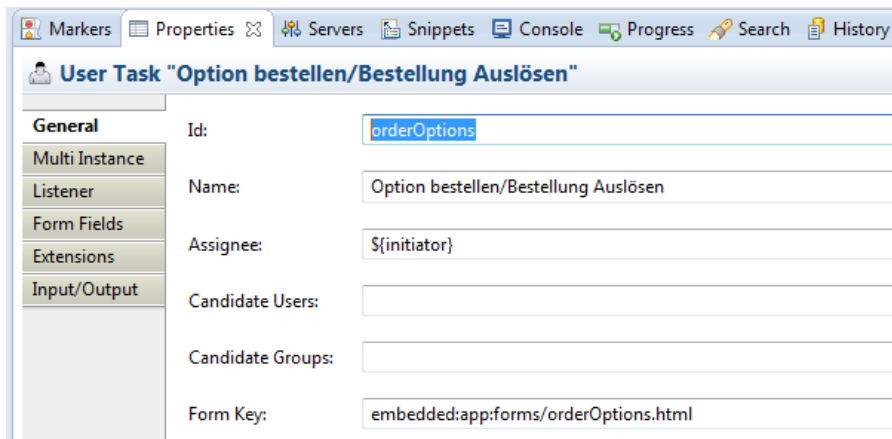 Markers Properties Servers Snippets Console Progress Search History
User Task "Option bestellen/Bestellung Auslösen"
General
Multi Instance
Listener
Form Fields
Extensions
Input/Output
Id: orderOptions
Name: Option bestellen/Bestellung Auslösen
Assignee: ${initiator}
Candidate Users:
Candidate Groups:
Form Key: embedded:app:forms/orderOptions.html